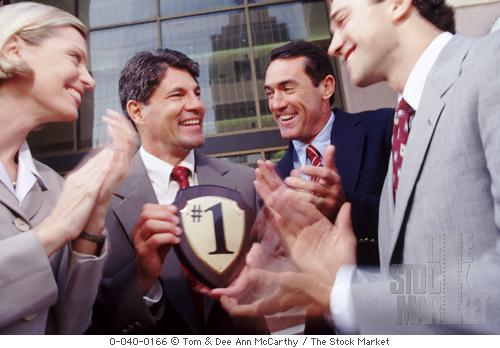 #1
THE
STOCK
MARKET
0-040-0166 © Tom & Dee Ann McCarthy / The Stock Market